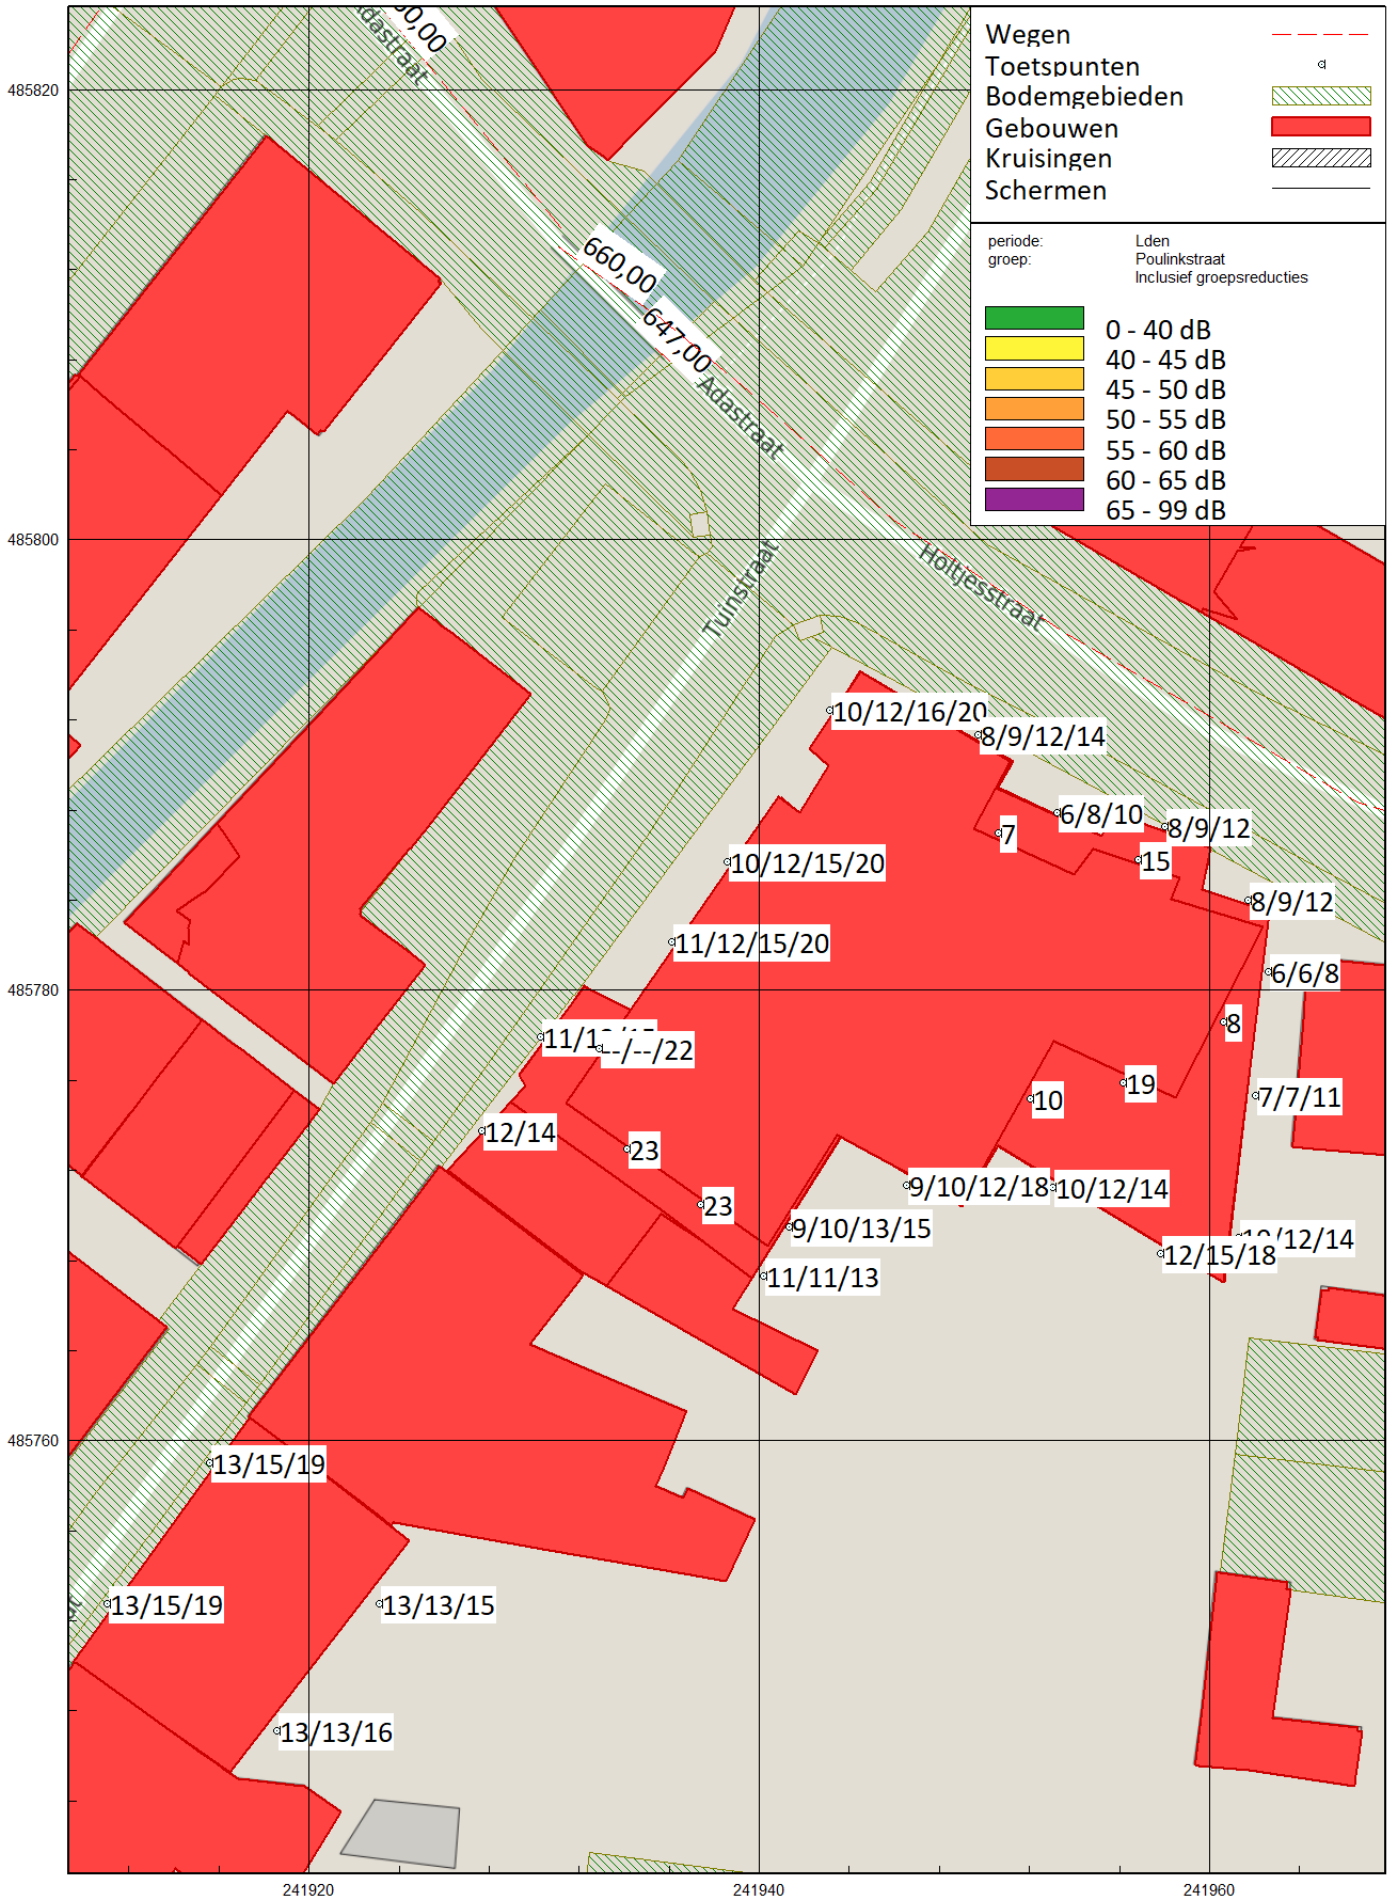 Wegen
Toetspunten
Bodemgebieden
Gebouwen
Kruisingen
Schermen
periode: Lden
groep: Poulinkstraat
Inclusief groepsreducties
0 - 40 dB
40 - 45 dB
45 - 50 dB
50 - 55 dB
55 - 60 dB
60 - 65 dB
65 - 99 dB
485820
660,00
647,00
Adastraat
485800
Tuinstraat
Holtjesstraat
10/12/16/20
8/9/12/14
6/8/10
8/9/12
7
15
10/12/15/20
8/9/12
11/12/15/20
6/6/8
485780
8
--/--/22
19
10
7/7/11
12/14
23
9/10/12/18
10/12/14
23
9/10/13/15
12/15/18
11/11/13
485760
13/15/19
13/15/19
13/13/15
13/13/16
241920
241940
241960